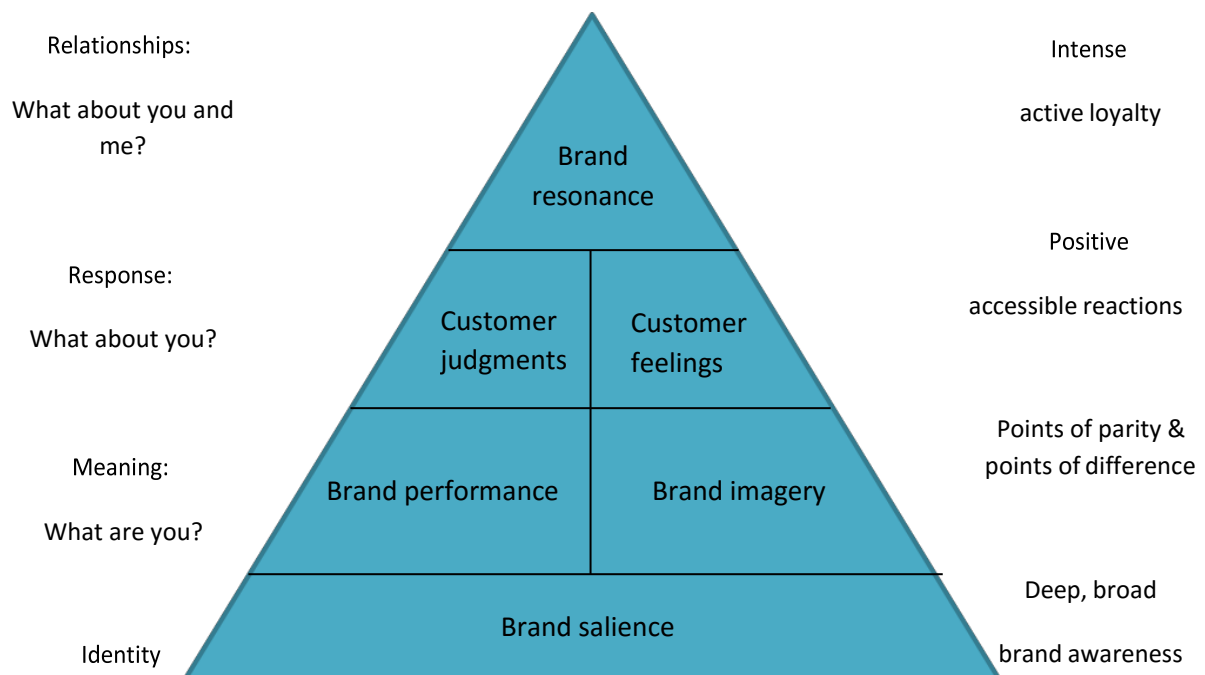 Relationships:
What about you and
me?
Intense
active loyalty
Brand
resonance
Response:
What about you?
Positive
accessible reactions
Customer
judgments
Customer
feelings
Meaning:
What are you?
Points of parity &
points of difference
Brand performance
Brand imagery
Identity
Brand salience
Deep, broad
brand awareness